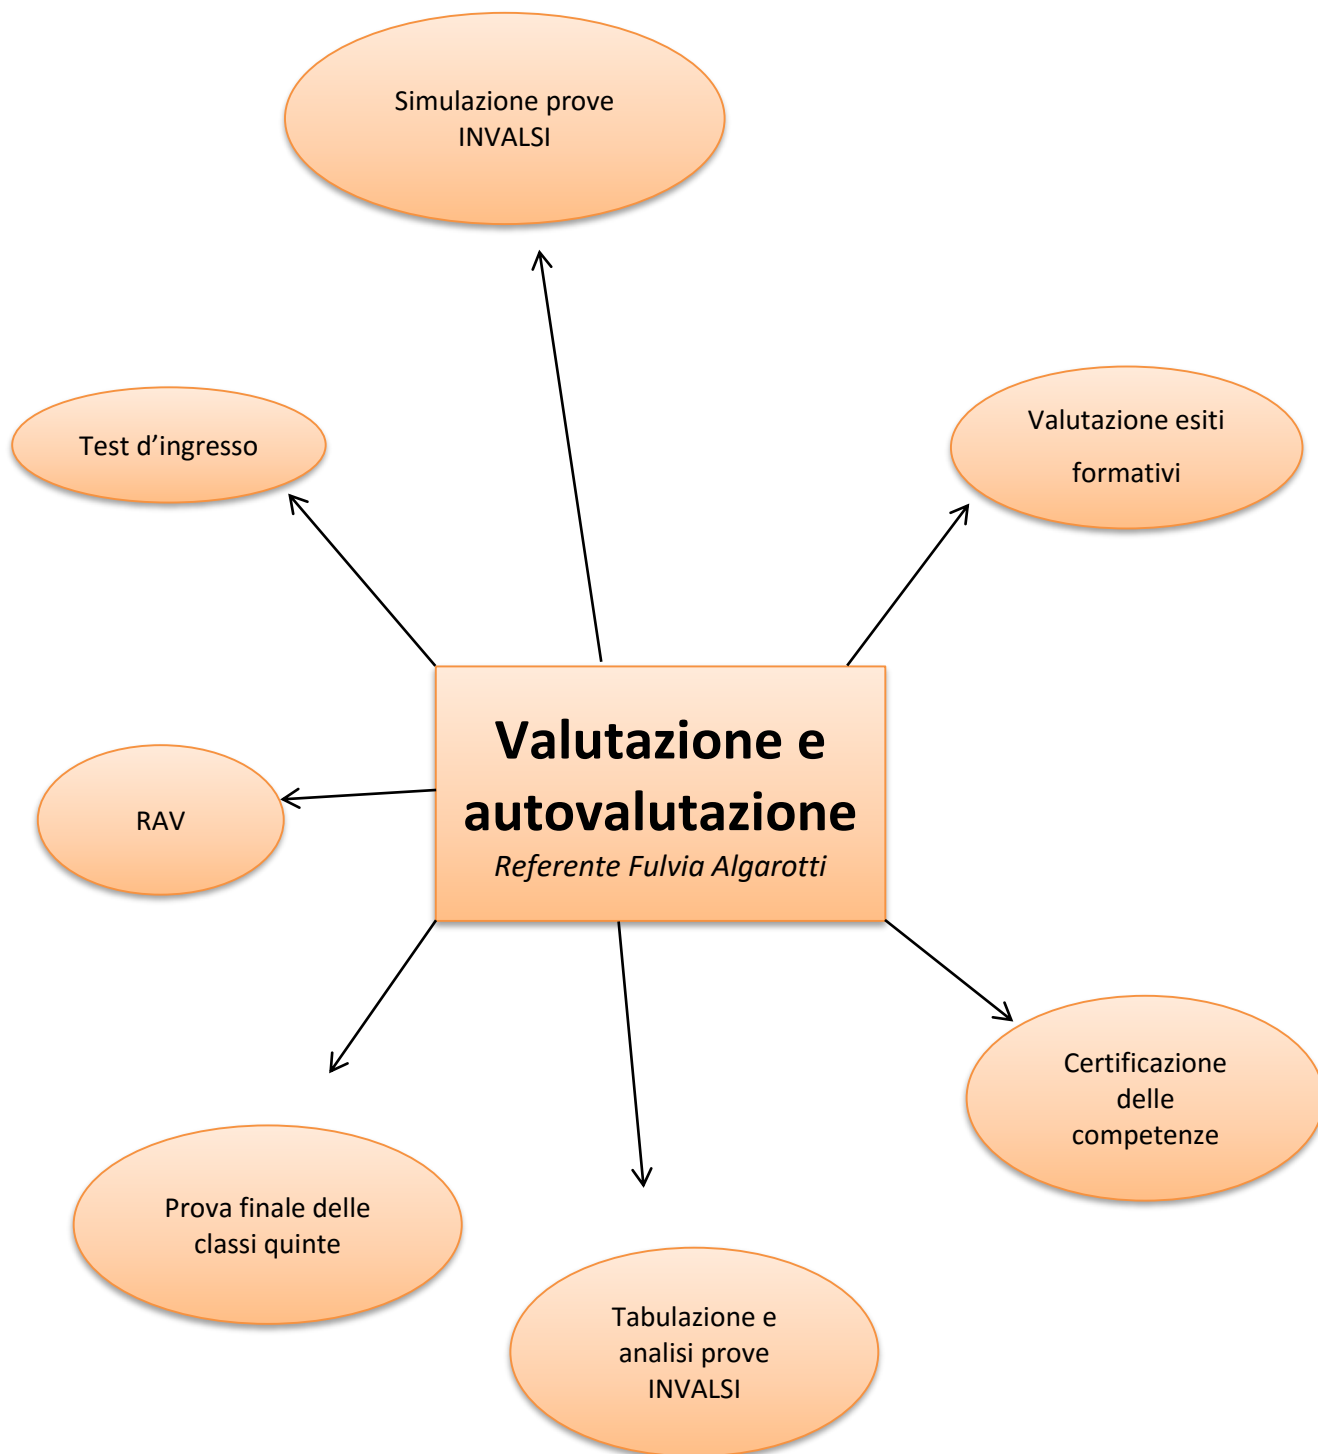 Simulazione prove
INVALSI
Test d’ingresso
Valutazione esiti
formativi
Valutazione e
autovalutazione
Referente Fulvia Algarotti
RAV
Certificazione
delle
competenze
Prova finale delle
classi quinte
Tabulazione e
analisi prove
INVALSI